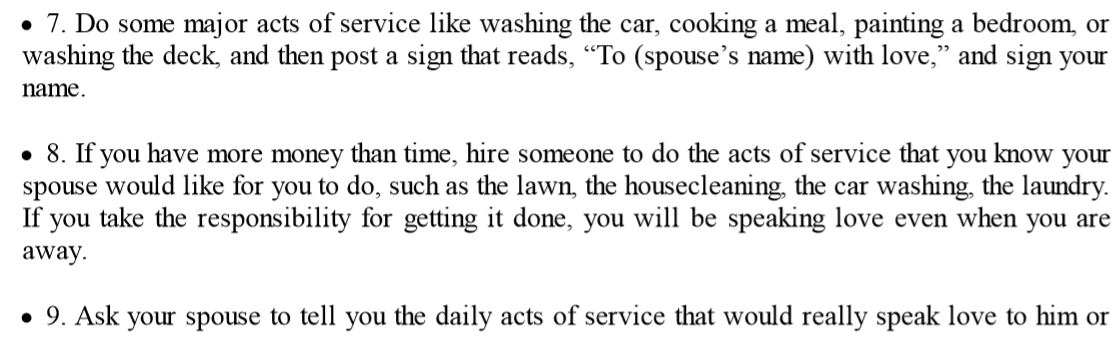 • 7. Do some major acts of service like washing the car, cooking a meal, painting a bedroom, or
washing the deck, and then post a sign that reads, “To (spouse’s name) with love,” and sign your
name.
• 8. If you have more money than time, hire someone to do the acts of service that you know your
spouse would like for you to do, such as the lawn, the housecleaning, the car washing, the laundry.
If you take the responsibility for getting it done, you will be speaking love even when you are
away.
• 9. Ask your spouse to tell you the daily acts of service that would really speak love to him or